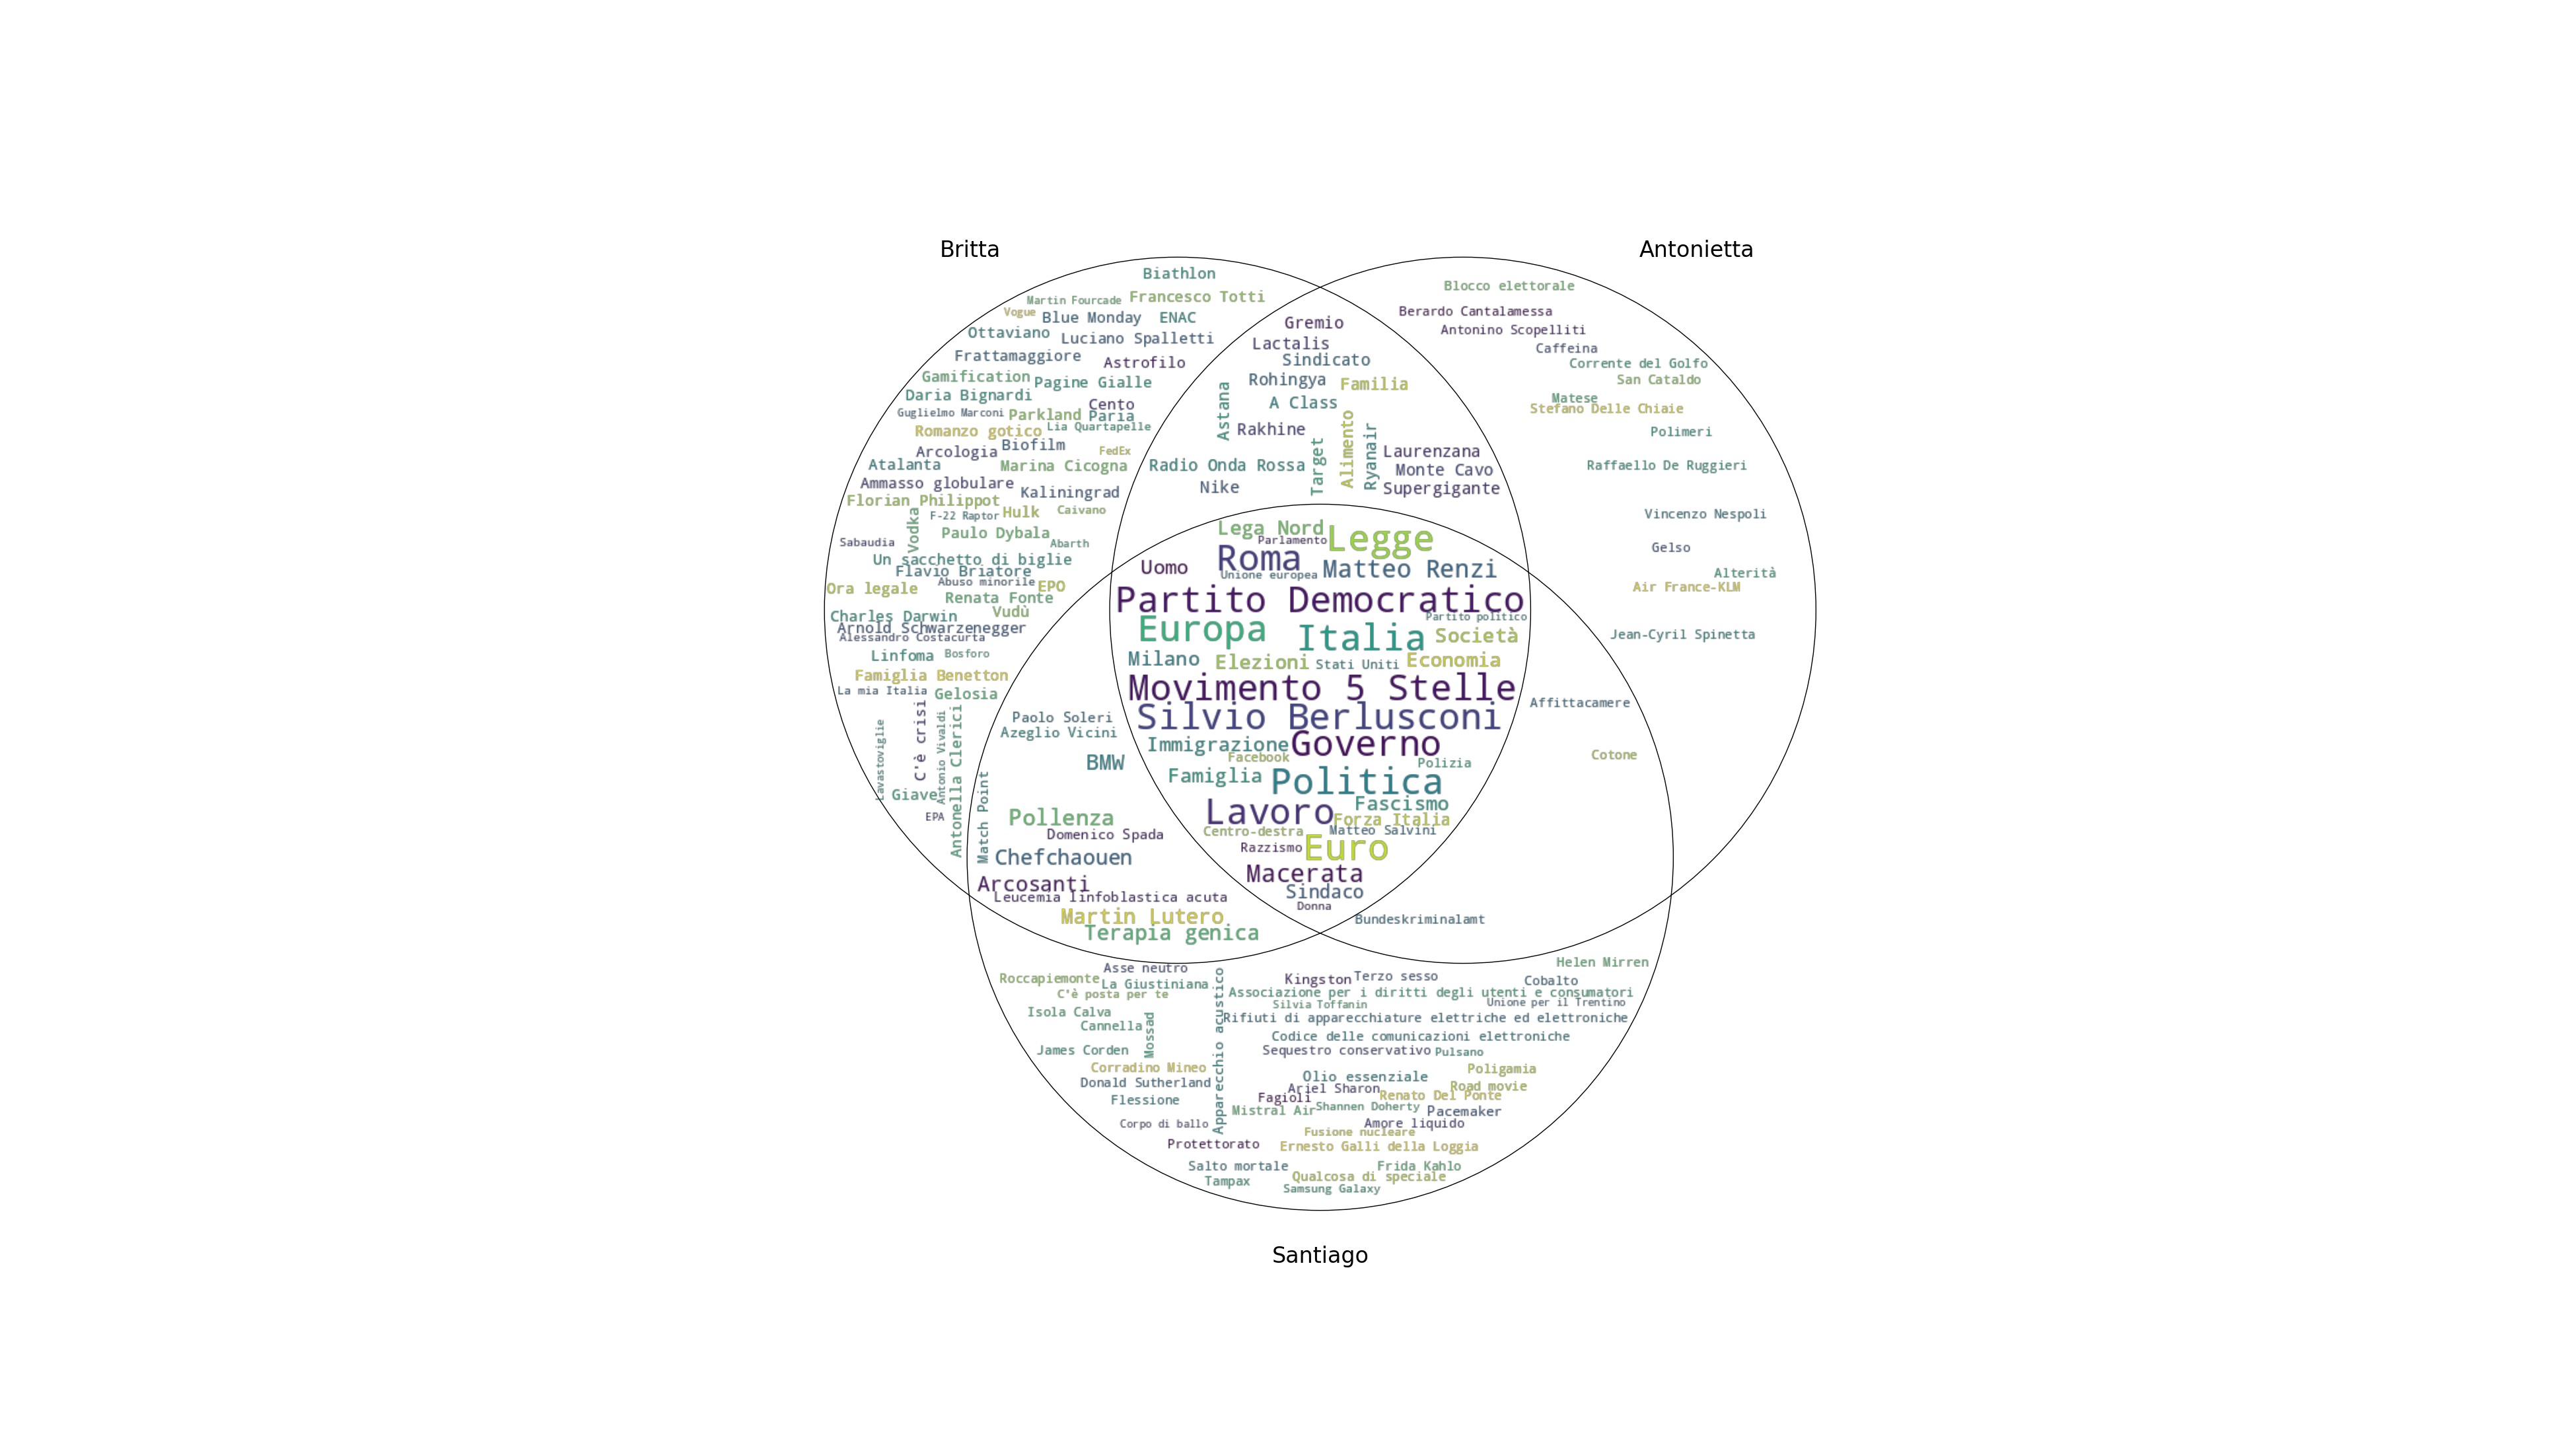 Britta
Antonietta
Biathlon
Martin Fourcade
Francesco Totti
Vogue
Blue Monday
ENAC
Ottaviano
Luciano Spalletti
Frattamaggiore
Astrofilo
Gamification
Pagine Gialle
Daria Bignardi
Cento
Guglielmo Marconi
Parkland
Paria
Romanzo gotico
Lia Quartapelle
Arcologia
Biofilm
FedEx
Atalanta
Marina Cicogna
Ammasso globulare
Kaliningrad
Florian Philippot
Vodka
F-22 Raptor
Hulk
Caivano
Paulo Dybala
Sabaudia
Abarth
Un sacchetto di biglie
Flavio Briatore
Ora legale
Abuso minorile
EPO
Renata Fonte
Charles Darwin
Vudù
Arnold Schwarzenegger
Alessandro Costacurta
Linfoma
Bosforo
Famiglia Benetton
La mia Italia
Gelosia
Lavastoviglie
C'è crisi
Antonio Vivaldi
Antonella Clerici
Giave
EPA
Gremio
Lactalis
Sindicato
Rohingya
Familia
Astana
A Class
Rakhine
Alimento
Ryanair
Target
Laurenzana
Radio Onda Rossa
Monte Cavo
Nike
Supergigante
Blocco elettorale
Berardo Cantalamessa
Antonino Scopelliti
Caffeina
Corrente del Golfo
San Cataldo
Matese
Stefano Delle Chiaie
Polimeri
Raffaello De Ruggieri
Vincenzo Nespoli
Gelso
Alterità
Air France-KLM
Jean-Cyril Spinetta
Lega Nord
Parlamento
Legge
Roma
Uomo
Unione europea
Matteo Renzi
Partito Democratico
Partito politico
Europa
Italia
Società
Milano
Elezioni
Stati Uniti
Economia
Movimento 5 Stelle
Silvio Berlusconi
Immigrazione
Governo
Facebook
Polizia
Famiglia
Politica
Lavoro
Fascismo
Forza Italia
Centro-destra
Matteo Salvini
Razzismo
Euro
Macerata
Sindaco
Donna
Paolo Soleri
Azeglio Vicini
BMW
Match Point
Pollenza
Domenico Spada
Chefchaouen
Arcosanti
Leucemia linfoblastica acuta
Martin Lutero
Terapia genica
Affittacamere
Cotone
Bundeskriminalamt
Helen Mirren
Asse neutro
Roccapiemonte
La Giustiniana
C'è posta per te
Isola Calva
Cannella
Mossad
James Corden
Corradino Mineo
Donald Sutherland
Flessione
Corpo di ballo
Apparecchio acustico
Protettorato
Salto mortale
Tampax
Kingston
Terzo sesso
Cobalto
Associazione per i diritti degli utenti e consumatori
Silvia Toffanin
Unione per il Trentino
Rifiuti di apparecchiature elettriche ed elettroniche
Codice delle comunicazioni elettroniche
Sequestro conservativo
Pulsano
Poligamia
Olio essenziale
Ariel Sharon
Road movie
Fagioli
Renato Del Ponte
Mistral Air
Shannen Doherty
Pacemaker
Amore liquido
Fusione nucleare
Ernesto Galli della Loggia
Frida Kahlo
Qualcosa di speciale
Samsung Galaxy
Santiago